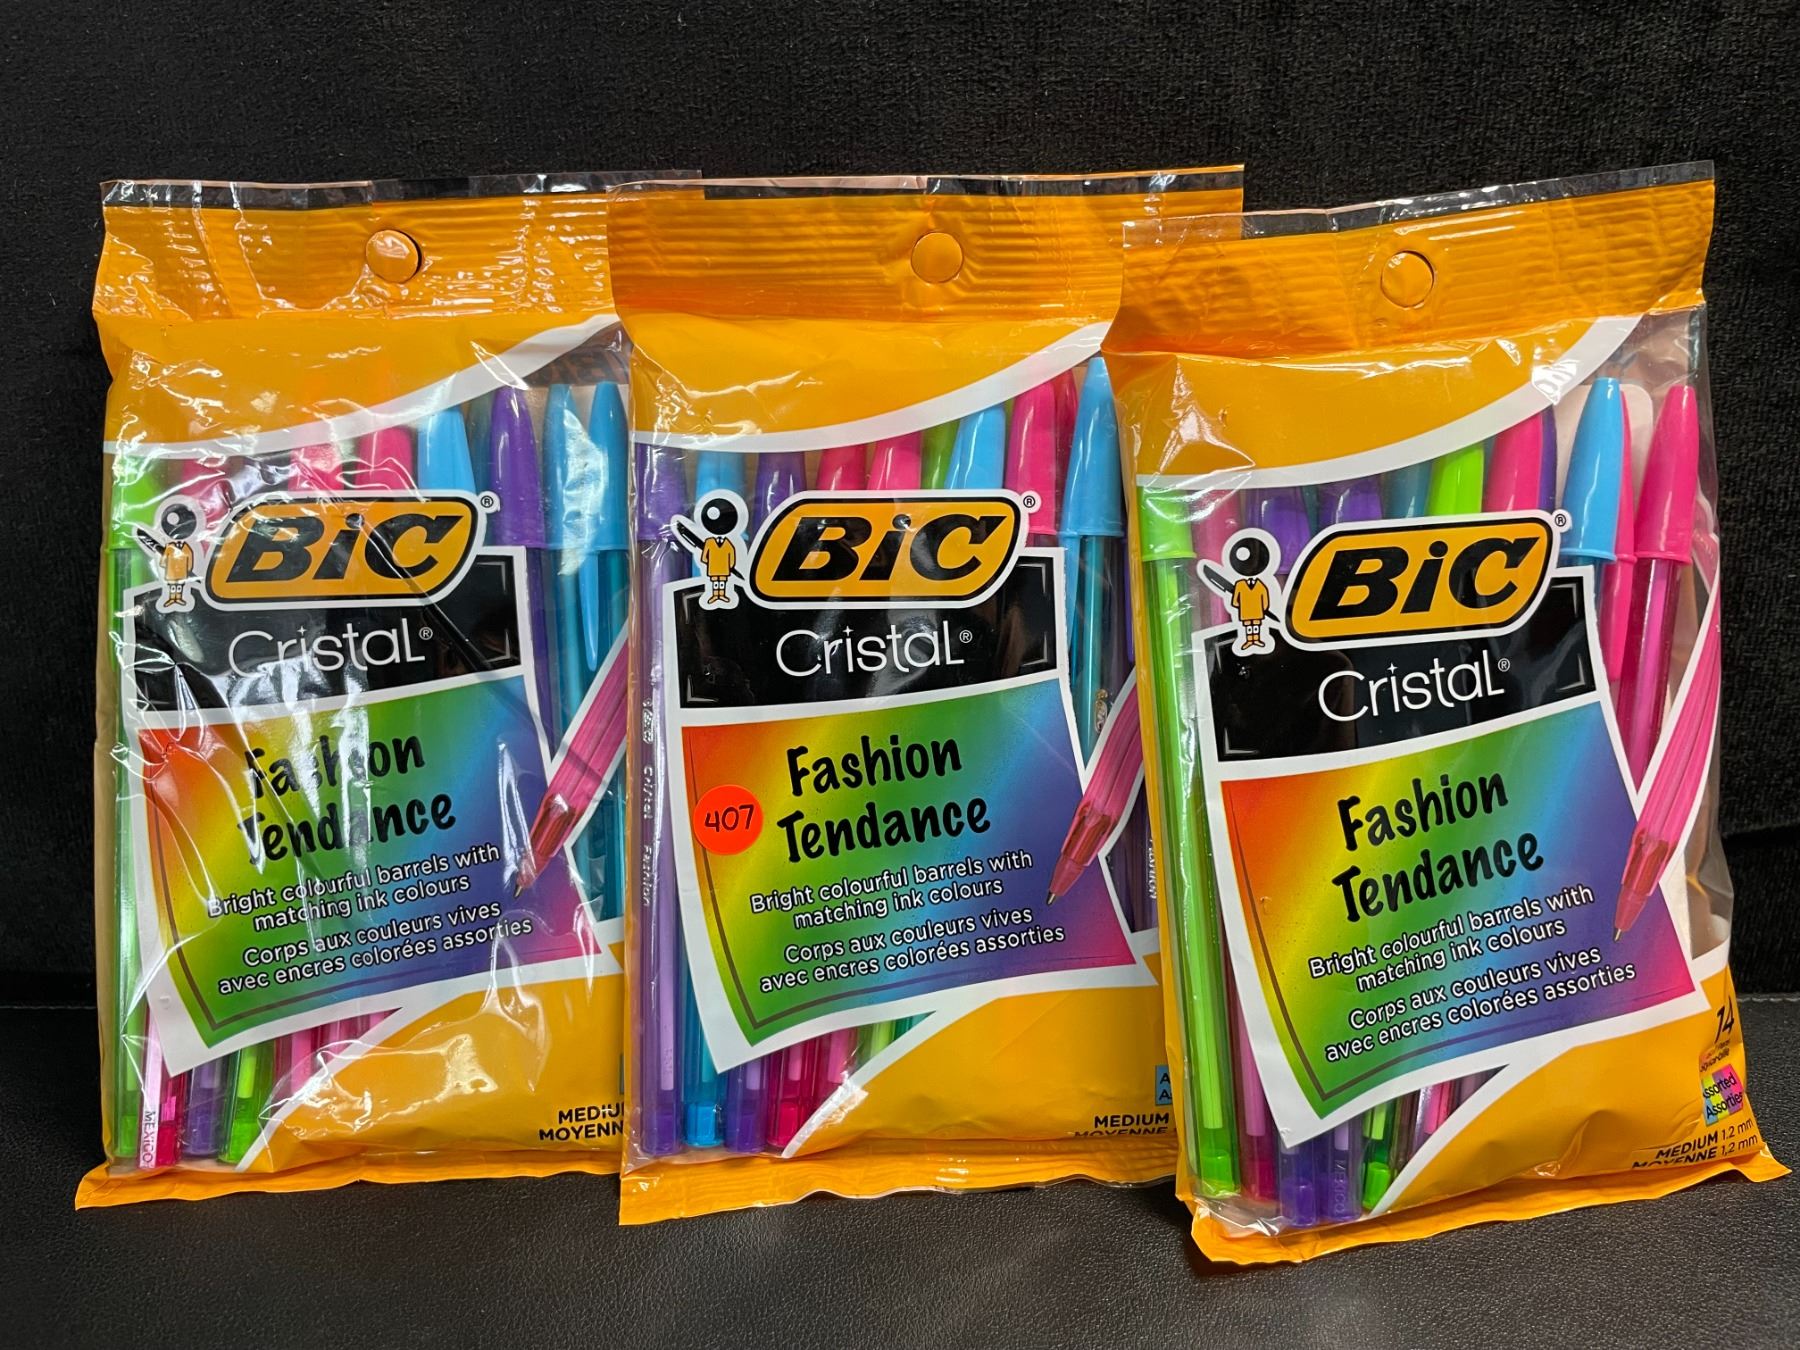 BiC®
Cristal®
Fashion
Tendance
Bright colourful barrels with
matching ink colours
Corps aux couleurs vives
avec encres colorées assorties
MEXICO
BiC®
Cristal®
407
Fashion
Tendance
Bright colourful barrels with
matching ink colours
Corps aux couleurs vives
avec encres colorées assorties
MEDIUM
MOYENNE
Cristal Fashion
BiC®
Cristal®
Fashion
Tendance
Bright colourful barrels with
matching ink colours
Corps aux couleurs vives
avec encres colorées assorties
14
Assorted
Assorties
MEDIUM 1.2 mm
MOYENNE 1,2 mm